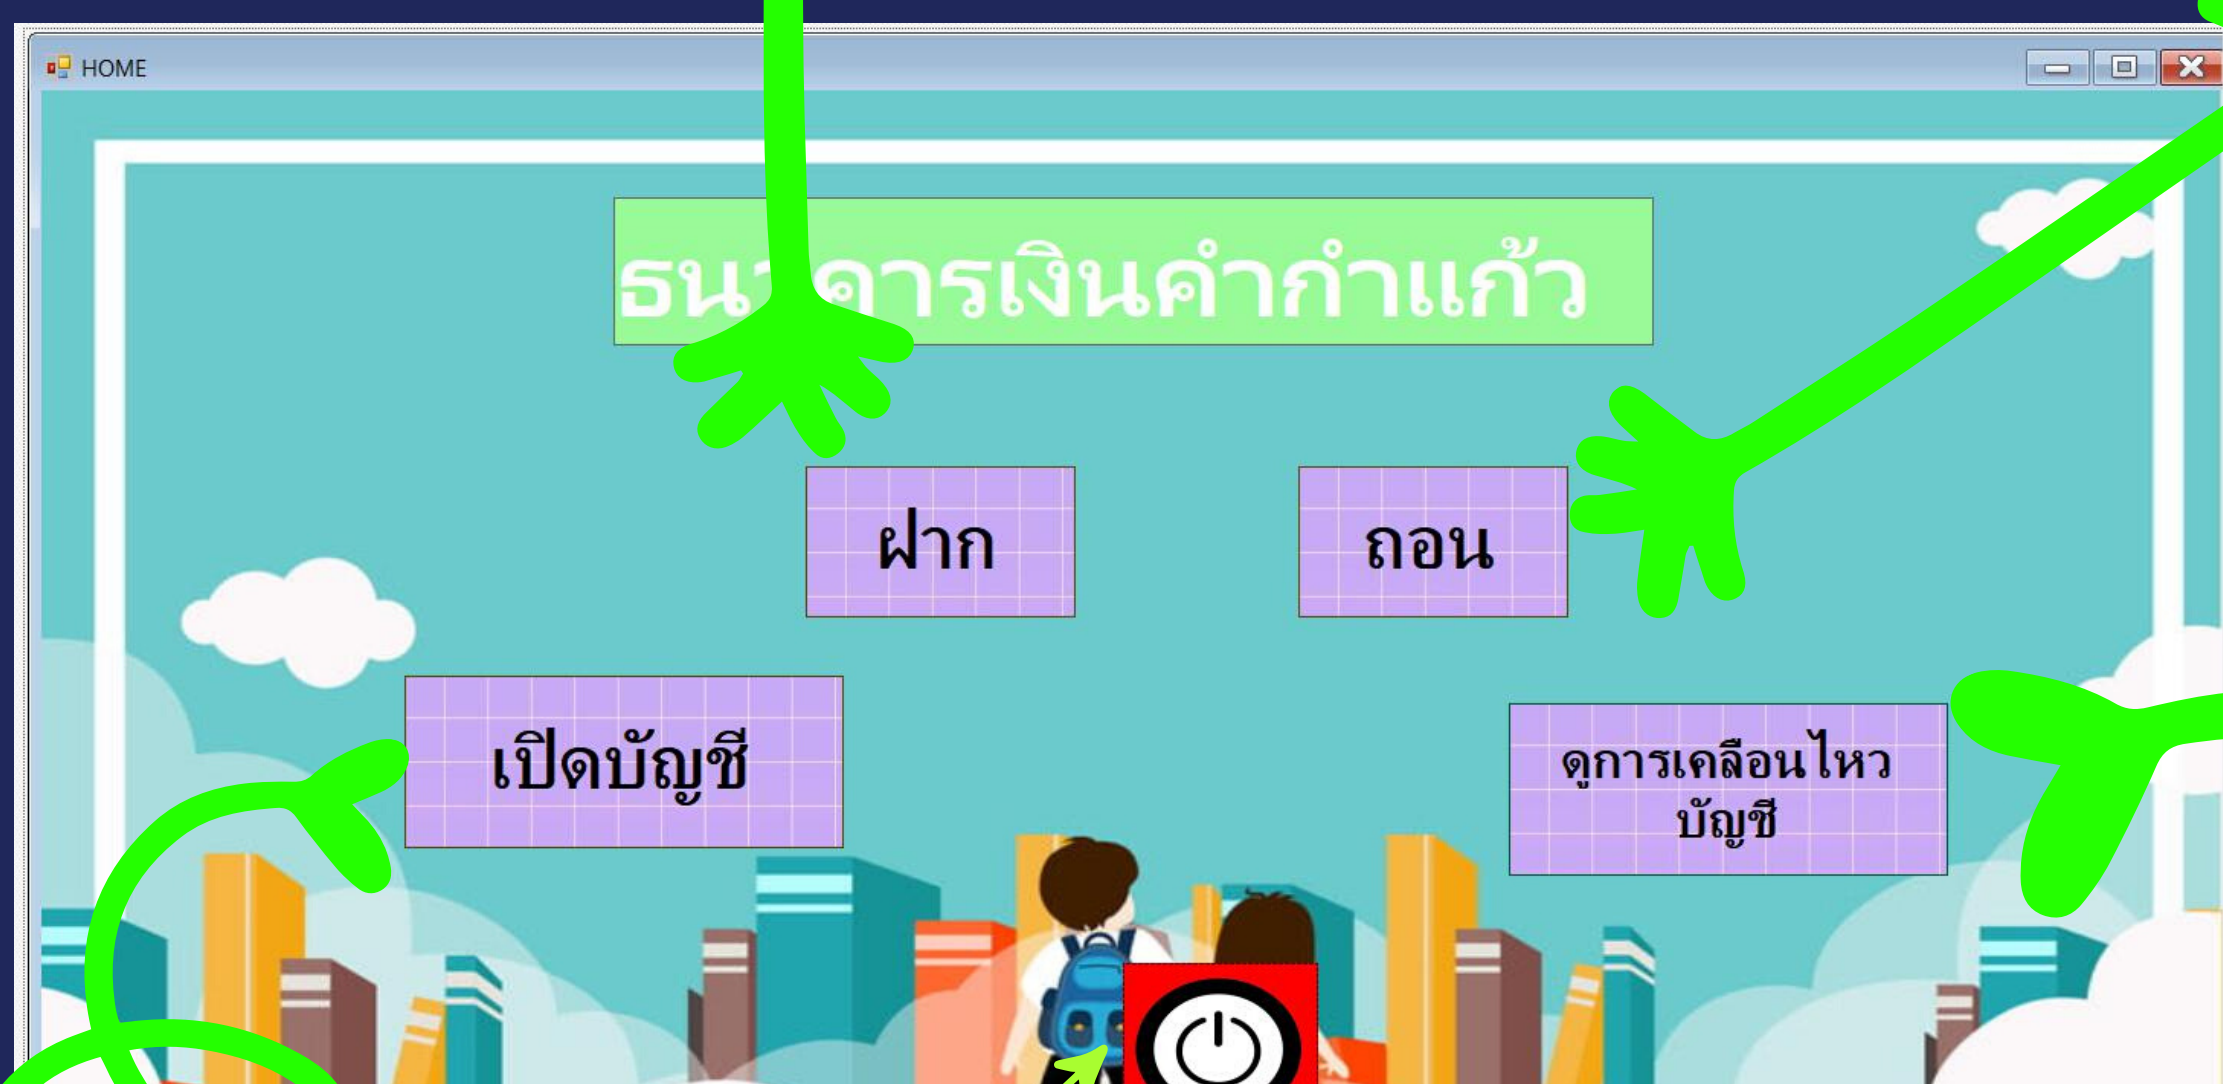 HOME
ธนาคารเงินคำกำแก้ว
ฝาก
ถอน
เปิดบัญชี
ดูการเคลือนไหว
บัญชี